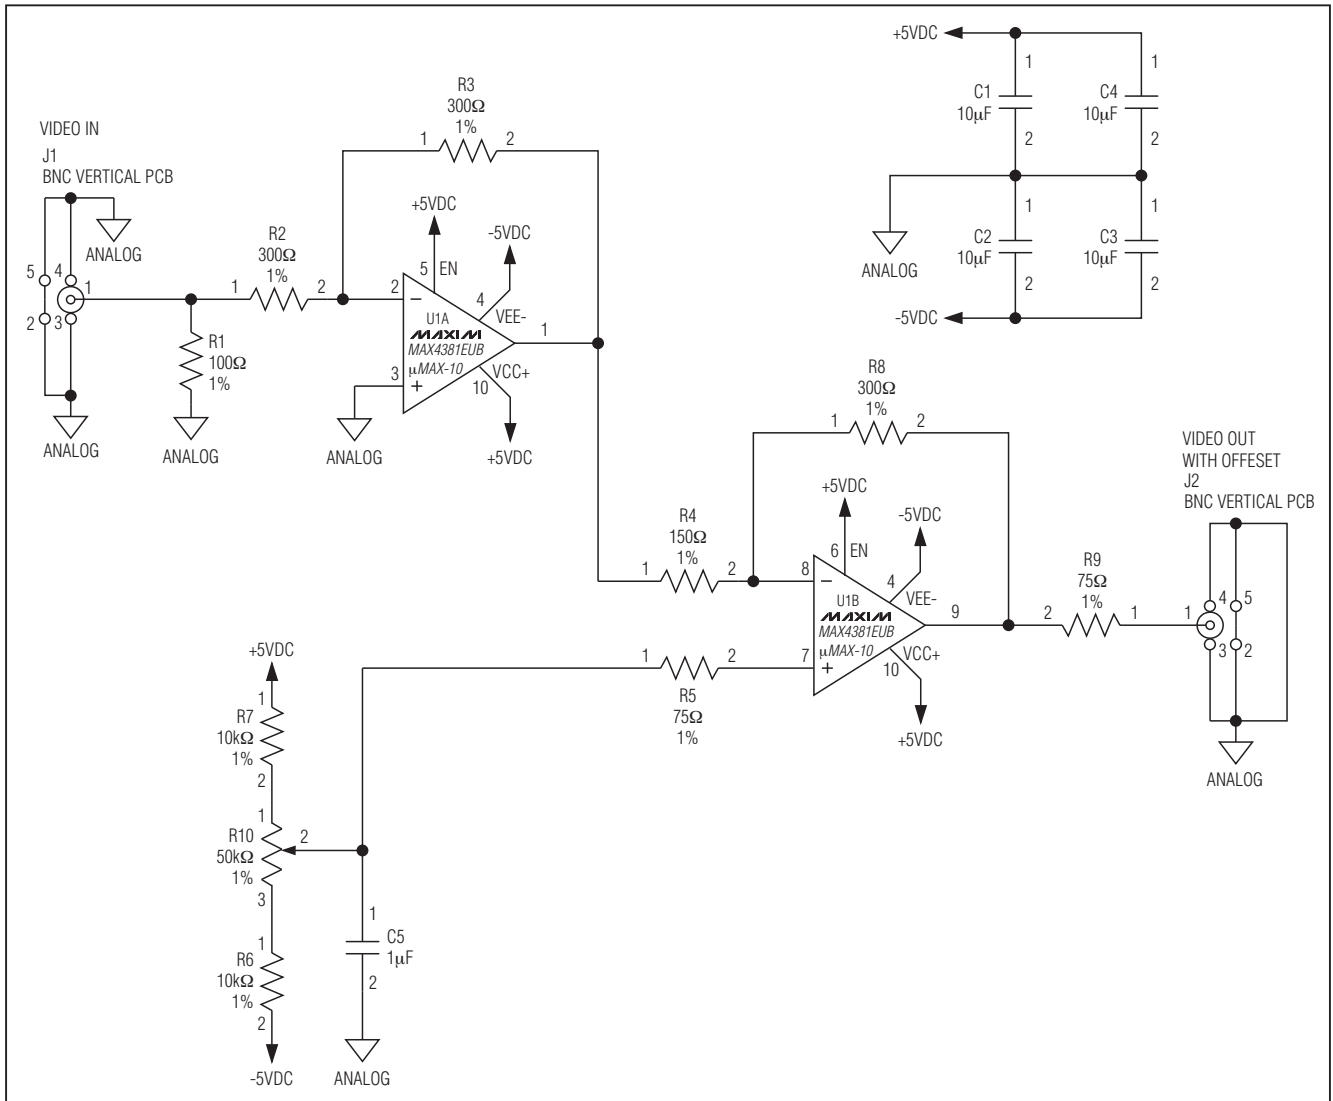 VIDEO IN
J1
BNC VERTICAL PCB
ANALOG
5
4
1
2
3
ANALOG
R1
100Ω
1%
ANALOG
1
R2
300Ω
1%
2
1
R3
300Ω
1%
2
+5VDC
5
EN
-5VDC
4
VEE-
2
−
U1A
MAXIM
MAX4381EUB
µMAX-10
3
+
10
VCC+
+5VDC
1
ANALOG
+5VDC
1
1
C1
10µF
C4
10µF
2
2
ANALOG
1
1
C2
10µF
C3
10µF
2
2
-5VDC
1
R8
300Ω
1%
2
1
R4
150Ω
1%
2
+5VDC
6
EN
-5VDC
4
VEE-
8
−
U1B
MAXIM
MAX4381EUB
µMAX-10
7
+
10
VCC+
+5VDC
9
1
2
R5
75Ω
1%
2
R9
75Ω
1%
1
VIDEO OUT
WITH OFFESET
J2
BNC VERTICAL PCB
1
4
5
3
2
ANALOG
+5VDC
1
R7
10kΩ
1%
2
1
R10
50kΩ
1%
2
3
1
R6
10kΩ
1%
2
-5VDC
1
C5
1µF
2
ANALOG